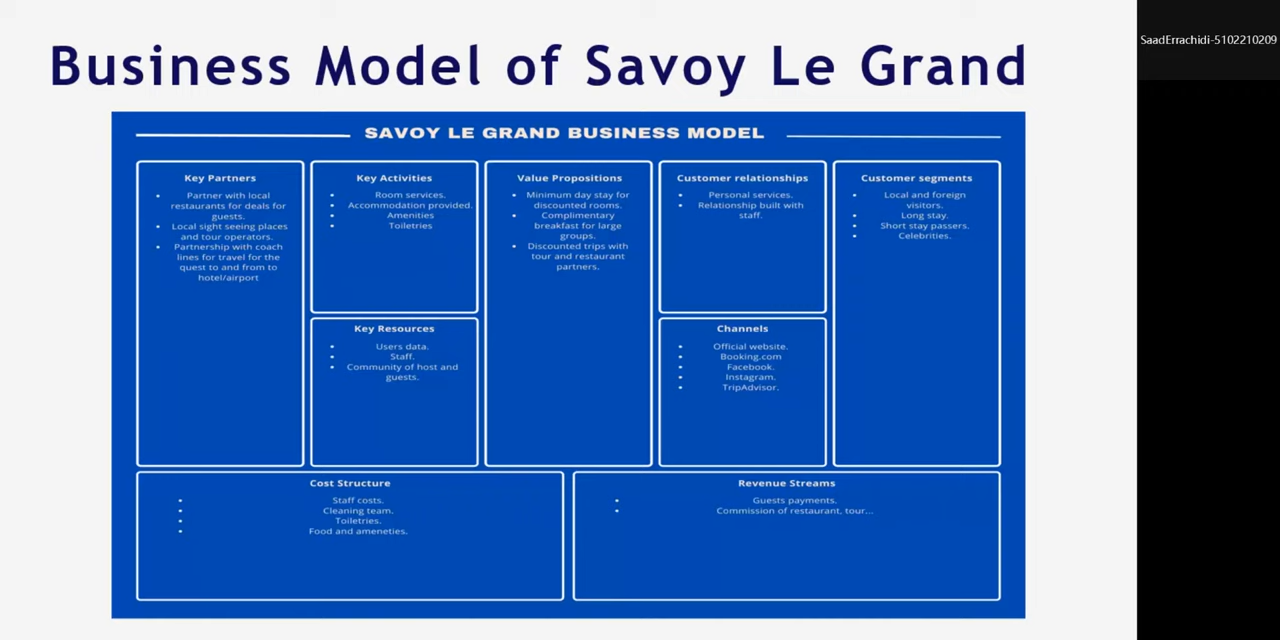 Business Model of Savoy Le Grand
SaadErrachidi-5102210209
SAVOY LE GRAND BUSINESS MODEL
Key Partners
• Partner with local
restaurants for deals for
guests.
• Local sight seeing places
and tour operators.
• Partnership with coach
lines for travel for the
quest to and from to
hotel/airport
Key Activities
• Room services.
• Accommodation provided.
• Amenities
• Toiletries
Key Resources
• Users data.
• Staff.
• Community of host and
guests.
Value Propositions
• Minimum day stay for
discounted rooms.
• Complimentary
breakfast for large
groups.
• Discounted trips with
tour and restaurant
partners.
Customer relationships
• Personal services.
• Relationship built with
staff.
Channels
• Official website.
• Booking.com
• Facebook.
• Instagram.
• TripAdvisor.
Customer segments
• Local and foreign
visitors.
• Long stay.
• Short stay passers.
• Celebrities.
Cost Structure
• Staff costs.
• Cleaning team.
• Toiletries.
• Food and ameneties.
Revenue Streams
• Guests payments.
• Commission of restaurant, tour...